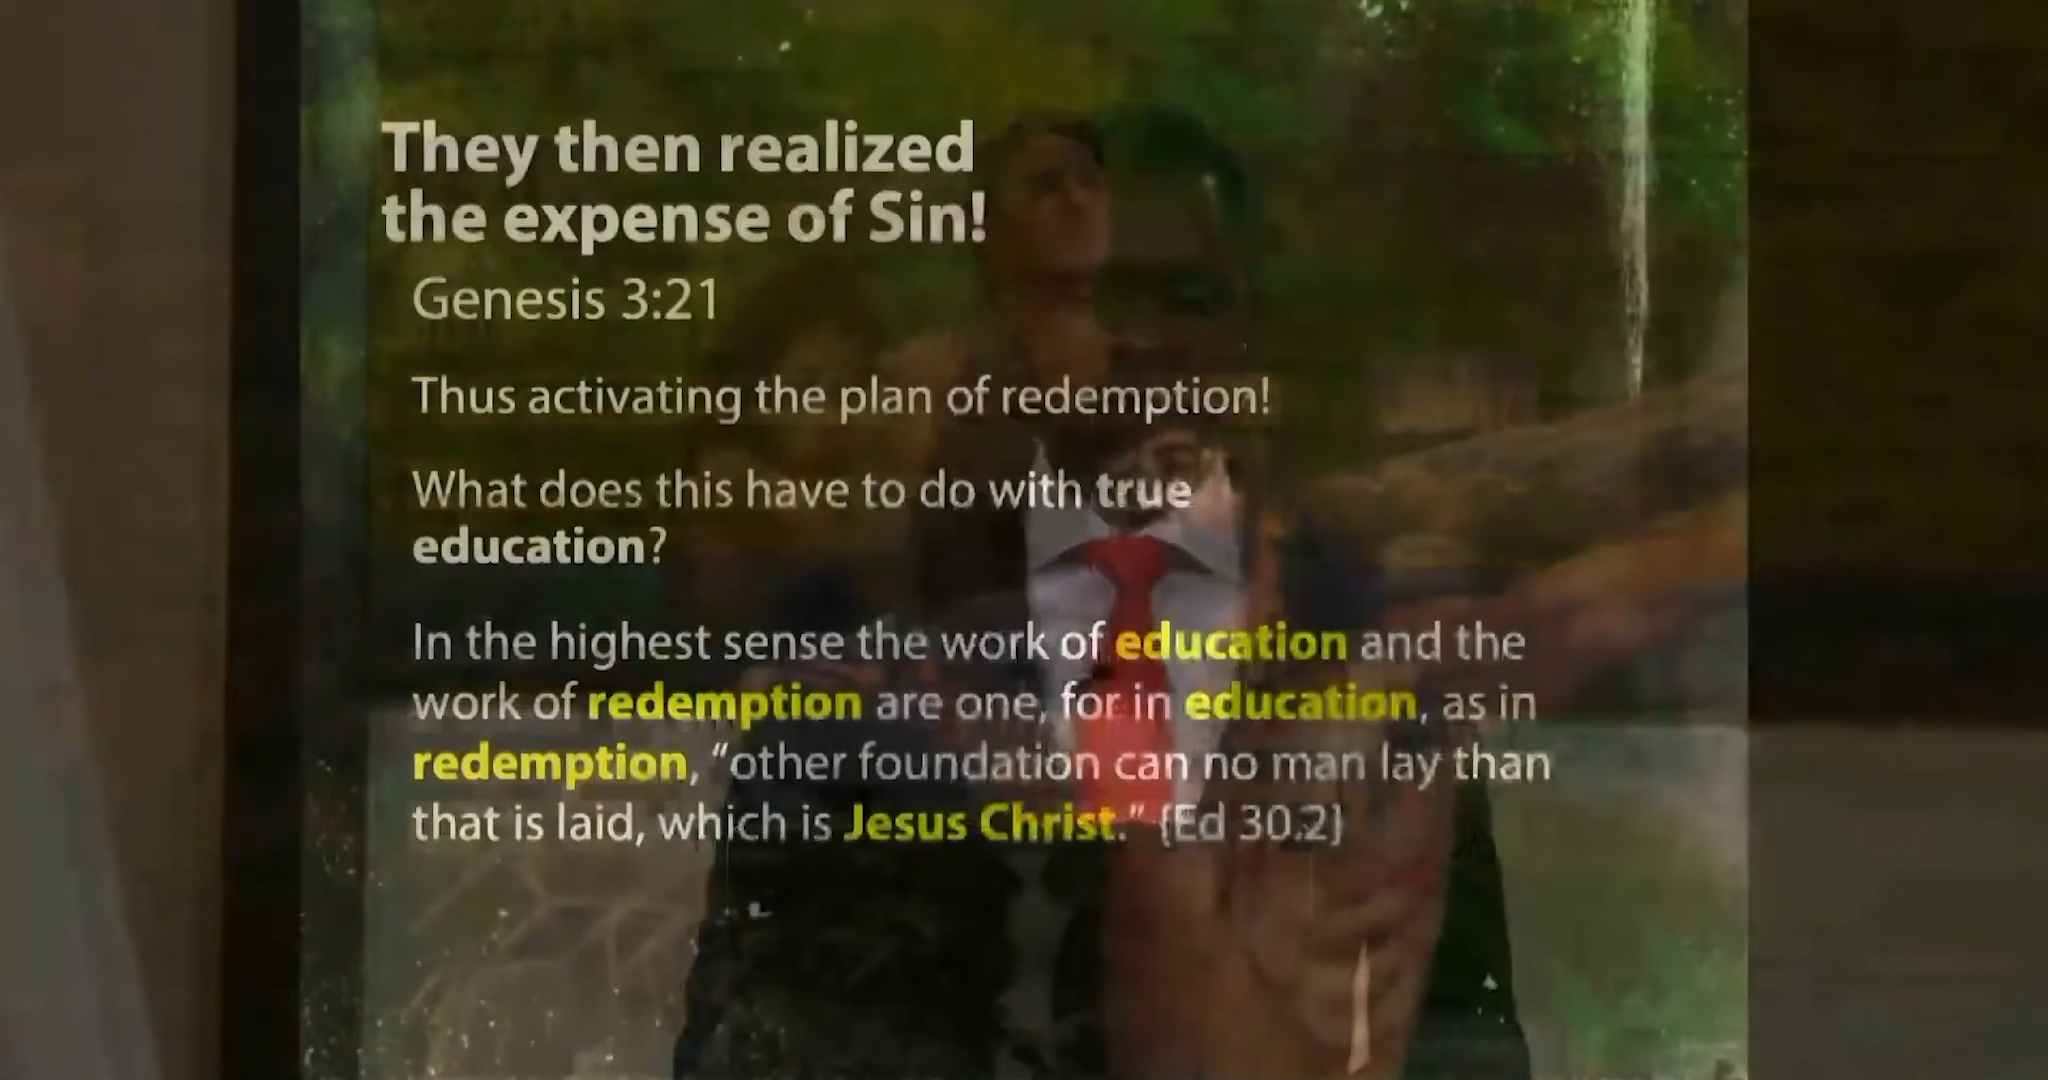 They then realized
the expense of Sin!
Genesis 3:21
Thus activating the plan of redemption!
What does this have to do with true
education?
In the highest sense the work of education and the
work of redemption are one, for in education, as in
redemption, “other foundation can no man lay than
that is laid, which is Jesus Christ.” {Ed 30.2}